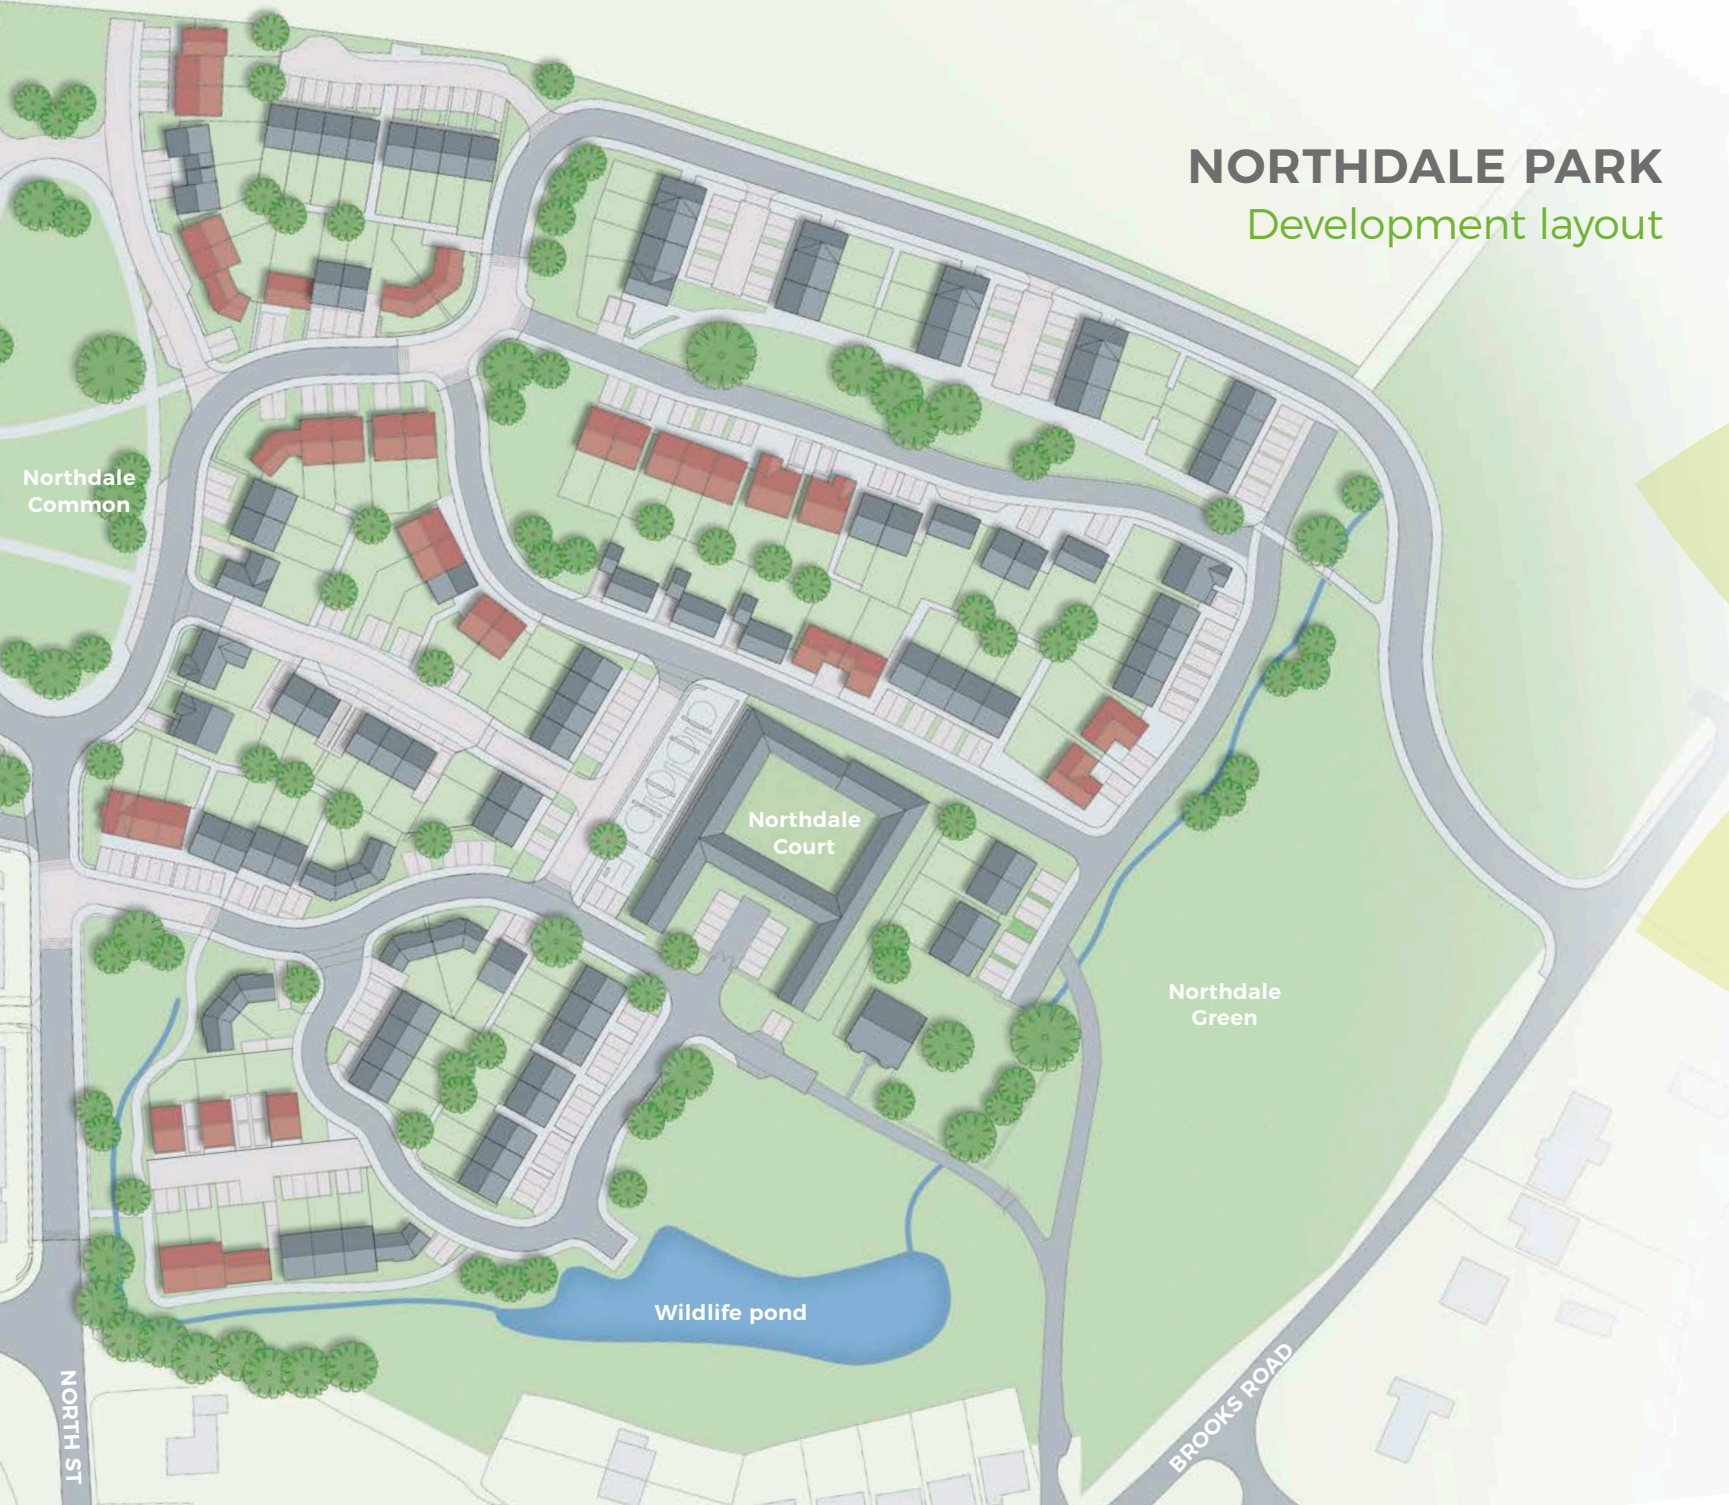 NORTHDALE PARK
Development layout
Northdale
Common
Northdale
Court
Northdale
Green
Wildlife pond
NORTH ST
BROOKS ROAD